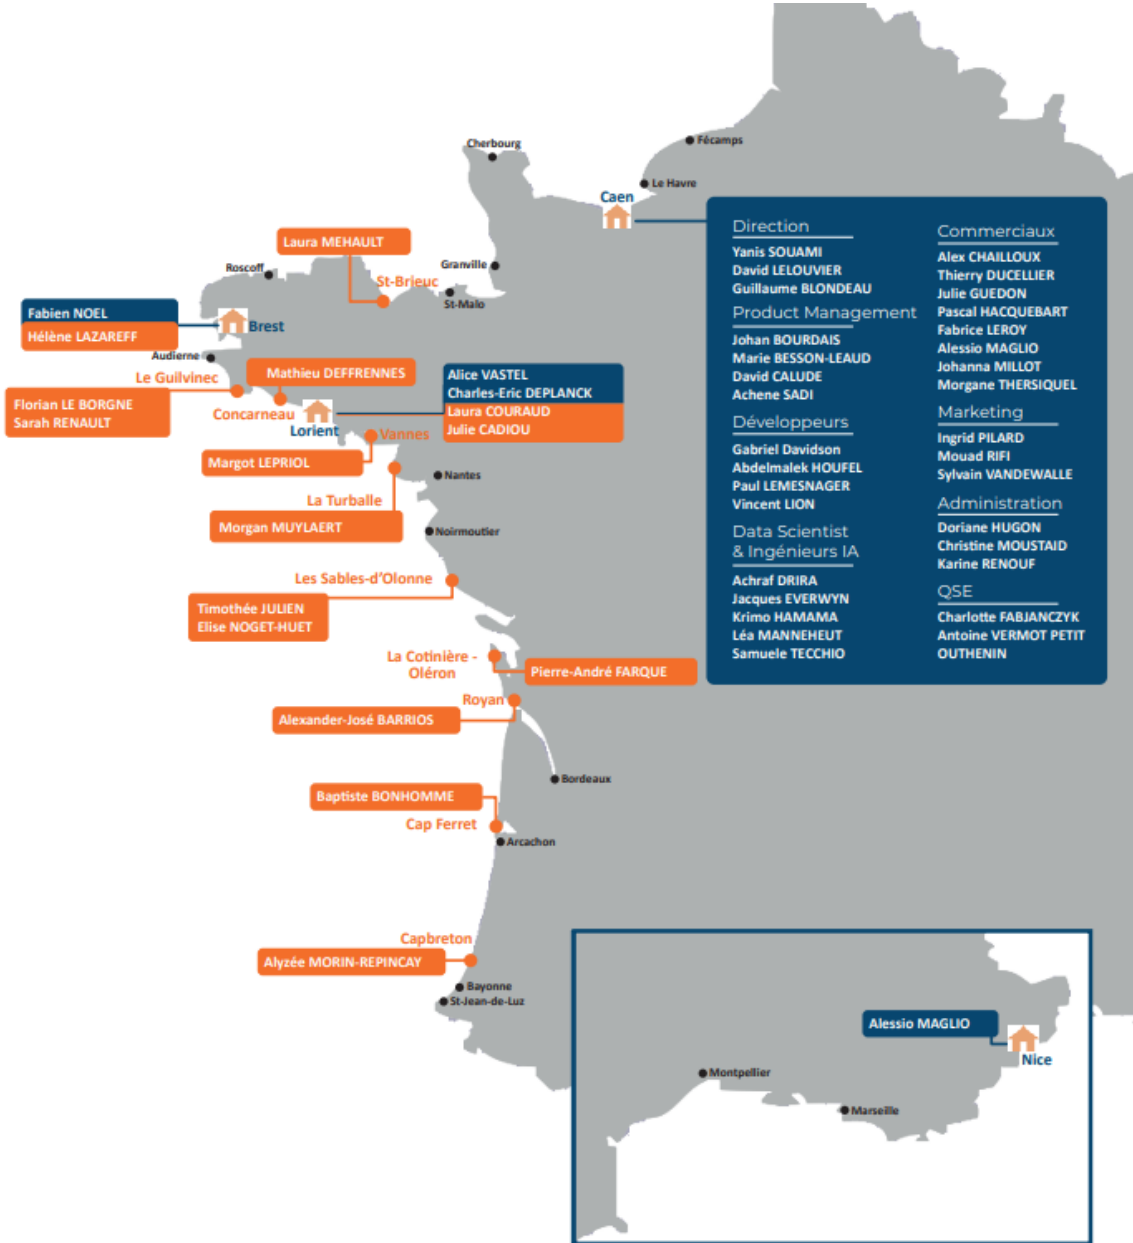 Cherbourg
Fécamps
Le Havre
Caen
Laura MEHAULT
Granville
Roscoff
St-Brieuc
St-Malo
Fabien NOEL
Hélène LAZAREFF
Brest
Audierne
Le Guilvinec
Mathieu DEFFRENNES
Florian LE BORGNE
Sarah RENAULT
Concarneau
Lorient
Alice VASTEL
Charles-Eric DEPLANCK
Laura COURAUD
Julie CADIOU
Vannes
Margot LEPRIOL
Nantes
La Turballe
Morgan MUYLAERT
Noirmoutier
Les Sables-d'Olonne
Timothée JULIEN
Elise NOGET-HUET
La Cotinière -
Oléron
Pierre-André FARQUE
Royan
Alexander-José BARRIOS
Bordeaux
Baptiste BONHOMME
Cap Ferret
Arcachon
Capbreton
Alyzée MORIN-REPINCAY
Bayonne
St-Jean-de-Luz
Direction
Yanis SOUAMI
David LELOUVIER
Guillaume BLONDEAU
Product Management
Johan BOURDAIS
Marie BESSON-LEAUD
David CALUDE
Achene SADI
Développeurs
Gabriel Davidson
Abdelmalek HOUFEL
Paul LEMESNAGER
Vincent LION
Data Scientist
& Ingénieurs IA
Achraf DRIRA
Jacques EVERWYN
Krimo HAMAMA
Léa MANNEHEUT
Samuele TECCHIO
Commerciaux
Alex CHAILLOUX
Thierry DUCELLIER
Julie GUEDON
Pascal HACQUEBART
Fabrice LEROY
Alessio MAGLIO
Johanna MILLOT
Morgane THERSIQUEL
Marketing
Ingrid PILARD
Mouad RIFI
Sylvain VANDEWALLE
Administration
Doriane HUGON
Christine MOUSTAID
Karine RENOUF
QSE
Charlotte FABJANCZYK
Antoine VERMOT PETIT
OUTHENIN
Alessio MAGLIO
Nice
Montpellier
Marseille